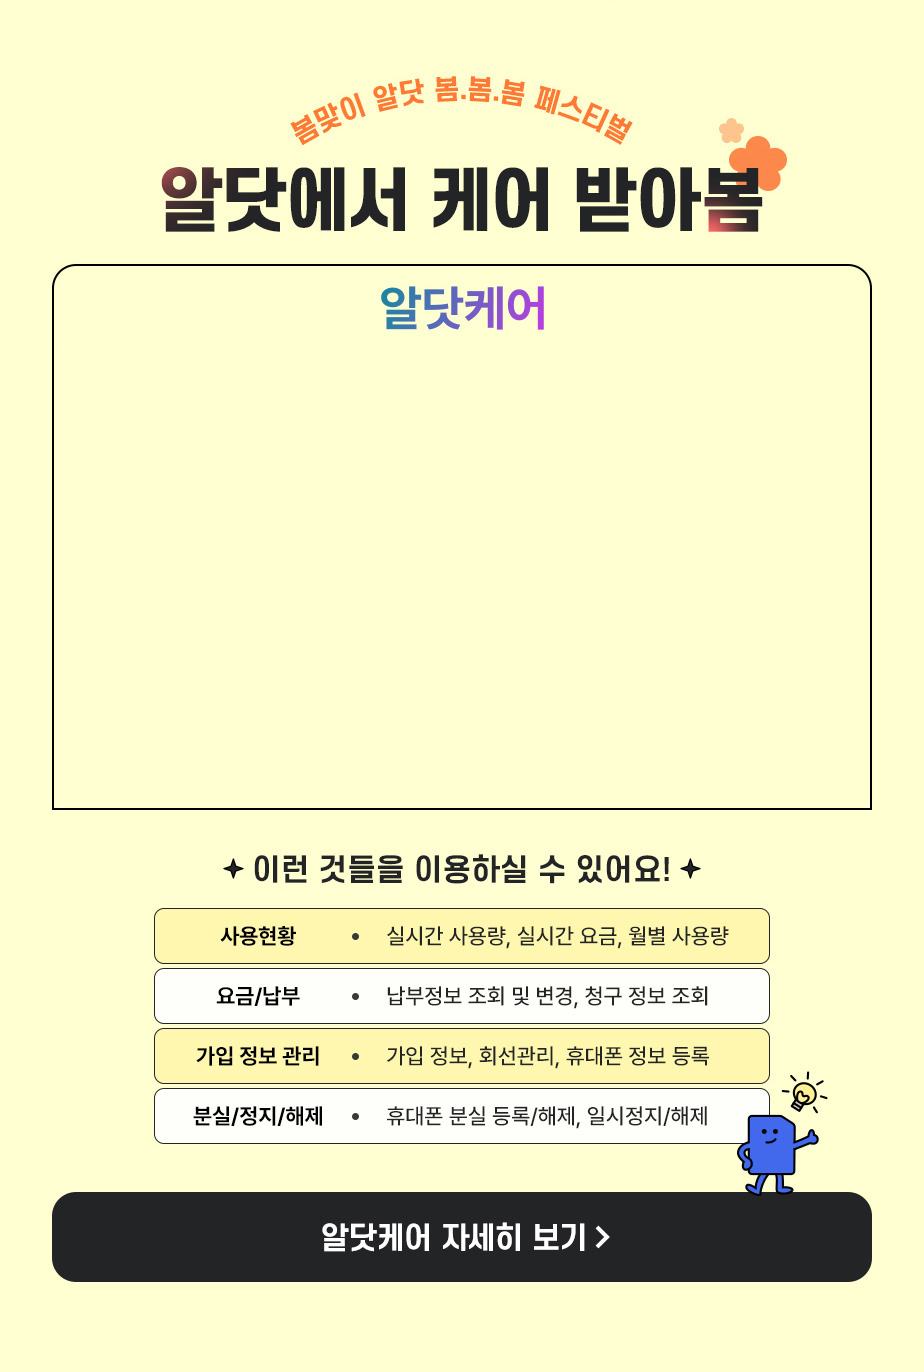 봄맞이 알닷 봄.봄.봄 페스티벌
알닷에서 케어 받아봄
알닷케어
이런 것들을 이용하실 수 있어요!
사용현황 • 실시간 사용량, 실시간 요금, 월별 사용량
요금/납부 • 납부정보 조회 및 변경, 청구 정보 조회
가입 정보 관리 • 가입 정보, 회선관리, 휴대폰 정보 등록
분실/정지/해제 • 휴대폰 분실 등록/해제, 일시정지/해제
알닷케어 자세히 보기 >